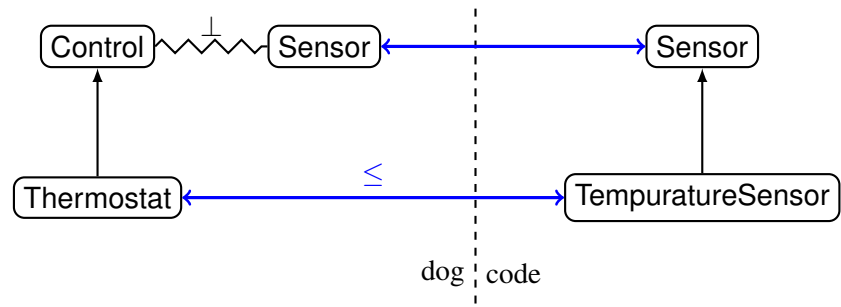 ⊥
Control Sensor Sensor
≤
Thermostat TempuratureSensor
dog code